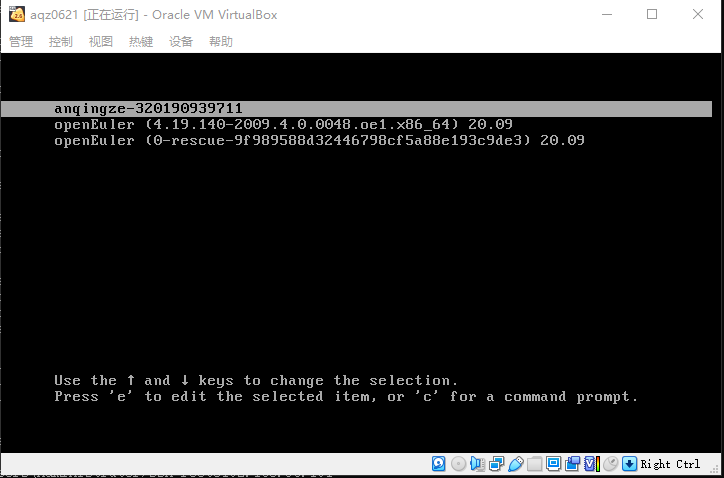 aqz0621 [正在运行] - Oracle VM VirtualBox
管理 控制 视图 热键 设备 帮助
anqingze-320190939711
openEuler (4.19.140-2009.4.0.0048.oe1.x86_64) 20.09
openEuler (0-rescue-9f989588d32446798cf5a88e193c9de3) 20.09
Use the ↑ and ↓ keys to change the selection.
Press 'e' to edit the selected item, or 'c' for a command prompt.
Right Ctrl